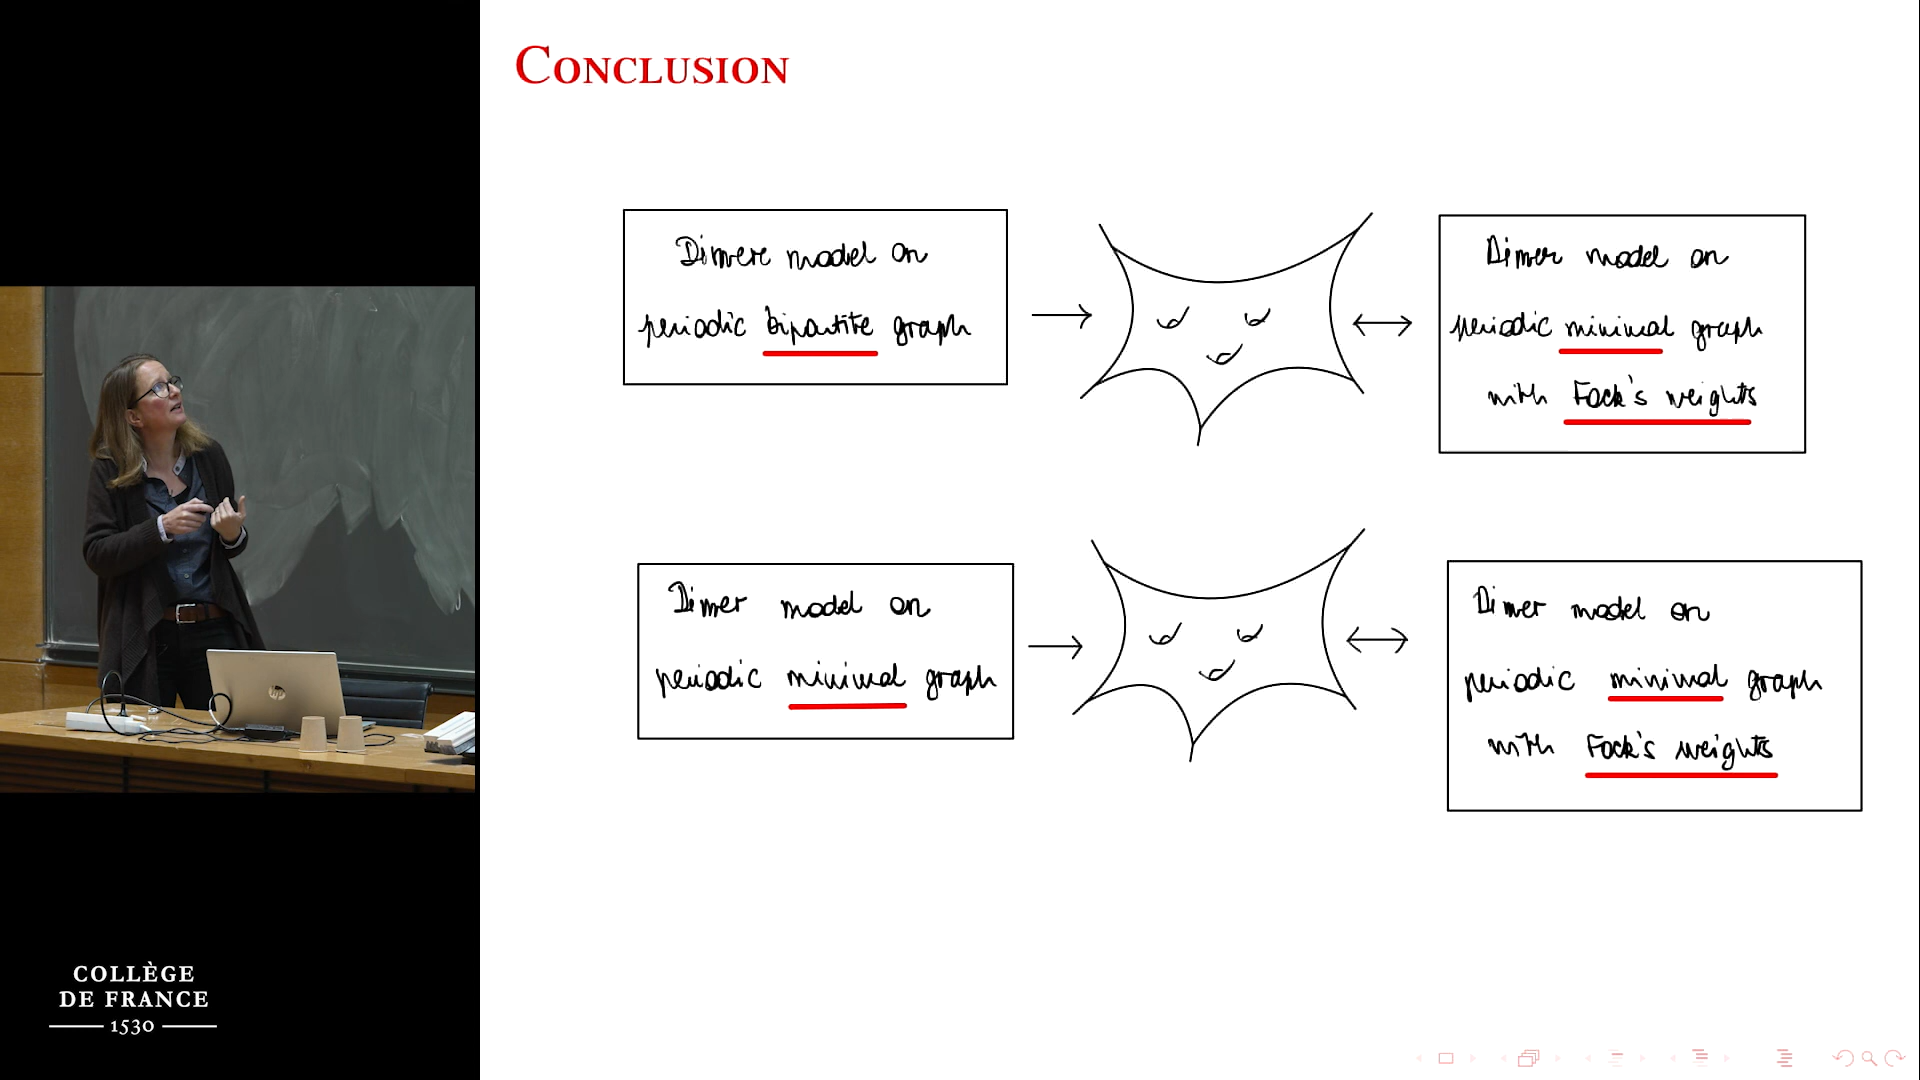 CONCLUSION
Dimere model on
periodic bipartite graph
Dimer model on
periodic minimal graph
with Fock's weights
Dimer model on
periodic minimal graph
Dimer model on
periodic minimal graph
with Fock's weights
hp
COLLÈGE
DE FRANCE
1530